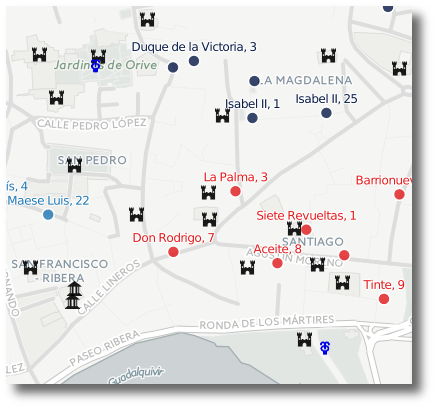 Duque de la Victoria, 3
Jardines de Orive
LA MAGDALENA
Isabel II, 25
Isabel II, 1
CALLE PEDRO LÓPEZ
SAN PEDRO
La Palma, 3
Barrionuev
ís, 4
Maese Luis, 22
Siete Revueltas, 1
Don Rodrigo, 7
SANTIAGO
Aceite, 8
AGUSTÍN MORENO
SAN FRANCISCO
- RIBERA
CALLE LINEROS
Tinte, 9
RONDA DE LOS MÁRTIRES
PASEO RIBERA
Guadalquivir